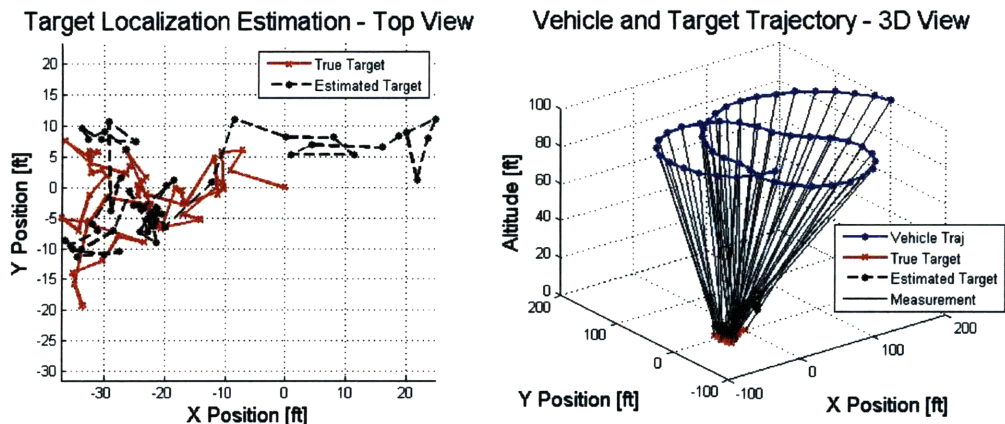 Target Localization Estimation - Top View
True Target
Estimated Target
Y Position [ft]
20
15
10
5
0
-5
-10
-15
-20
-25
-30
-30
-20
-10
0
10
20
X Position [ft]
Vehicle and Target Trajectory - 3D View
Altitude [ft]
100
80
60
40
20
0
200
100
0
-100
Y Position [ft]
-100
0
100
200
X Position [ft]
Vehicle Traj
True Target
Estimated Target
Measurement